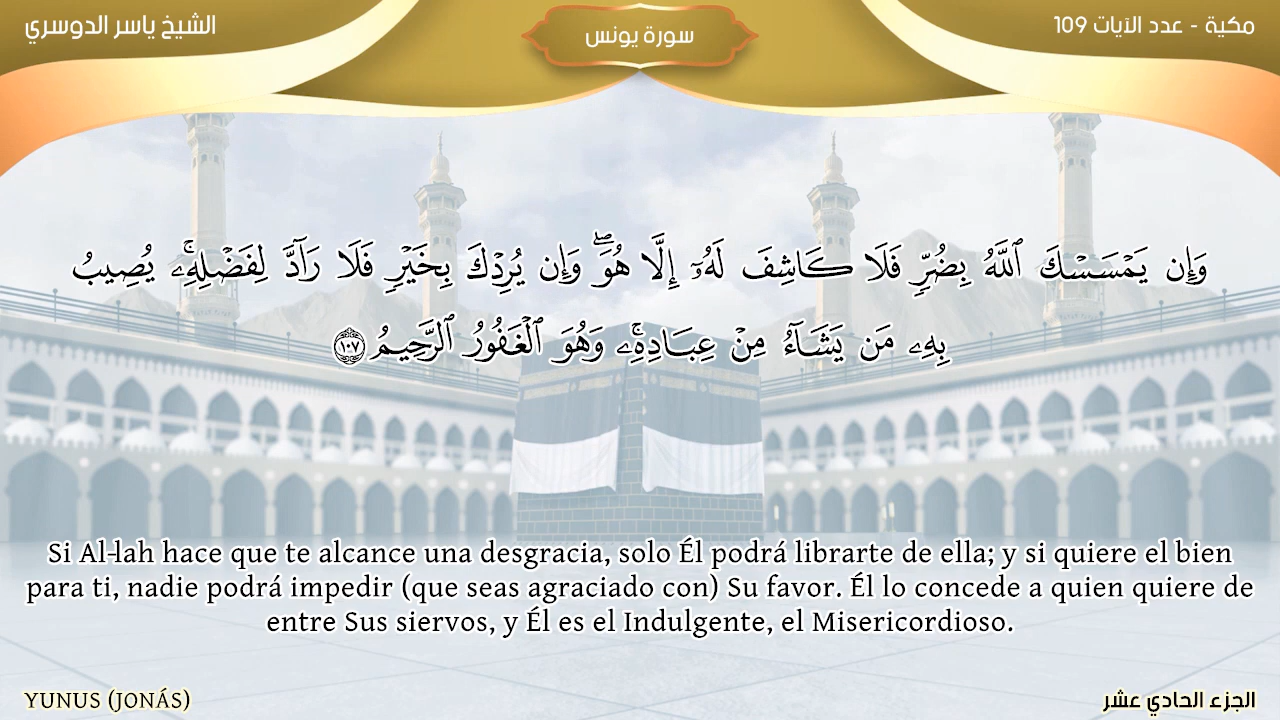 مكية - عدد الآيات 109
سورة يونس
الشيخ ياسر الدوسري
وَإِن يَمْسَسْكَ ٱللَّهُ بِضُرٍّ فَلَا كَاشِفَ لَهُۥٓ إِلَّا هُوَ ۖ وَإِن يُرِدْكَ بِخَيْرٍ فَلَا رَآدَّ لِفَضْلِهِۦ ۚ يُصِيبُ
بِهِۦ مَن يَشَآءُ مِنْ عِبَادِهِۦ ۚ وَهُوَ ٱلْغَفُورُ ٱلرَّحِيمُ ١٠٧
Si Al-lah hace que te alcance una desgracia, solo Él podrá librarte de ella; y si quiere el bien
para ti, nadie podrá impedir (que seas agraciado con) Su favor. Él lo concede a quien quiere de
entre Sus siervos, y Él es el Indulgente, el Misericordioso.
YUNUS (JONÁS)
الجزء الحادي عشر